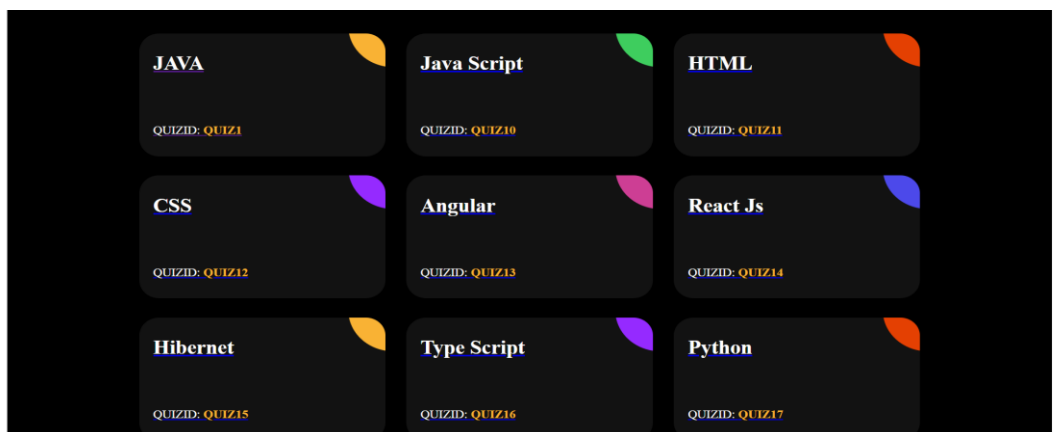 JAVA
QUIZID: QUIZ1
Java Script
QUIZID: QUIZ10
HTML
QUIZID: QUIZ11
CSS
QUIZID: QUIZ12
Angular
QUIZID: QUIZ13
React Js
QUIZID: QUIZ14
Hibernet
QUIZID: QUIZ15
Type Script
QUIZID: QUIZ16
Python
QUIZID: QUIZ17